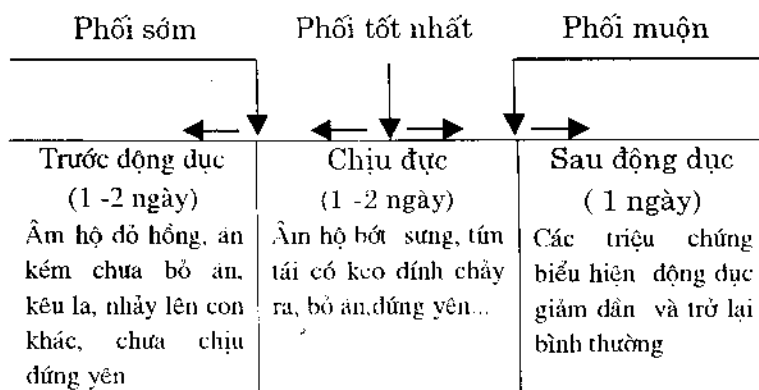 Phối sớm
Phối tốt nhất
Phối muộn
Trước động dục
(1 -2 ngày)
Âm hộ đỏ hồng, ăn
kém chưa bỏ ăn,
kêu la, nhảy lên con
khác, chưa chịu
đứng yên
Chịu đực
(1 -2 ngày)
Âm hộ bớt sưng, tím
tái có keo dính chảy
ra, bỏ ăn,đứng yên...
Sau động dục
( 1 ngày)
Các triệu chứng
biểu hiện động dục
giảm dần và trở lại
bình thường